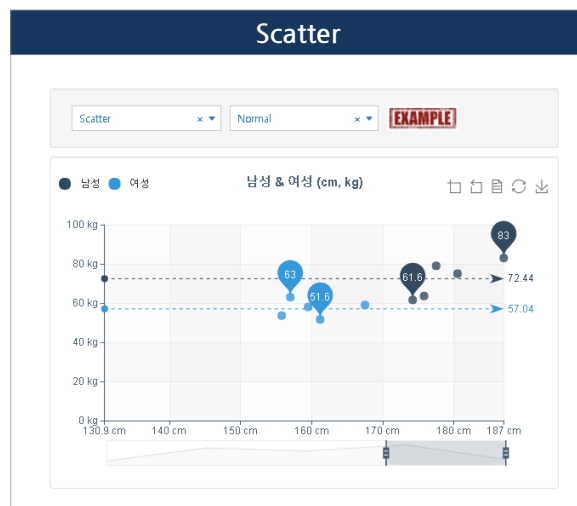 Scatter
Scatter × Normal × EXAMPLE
남성 여성 남성 & 여성 (cm, kg)
100 kg
83
80 kg
63
61.6
72.44
51.6
60 kg
57.04
40 kg
20 kg
0 kg
130.9 cm 140 cm 150 cm 160 cm 170 cm 180 cm 187 cm